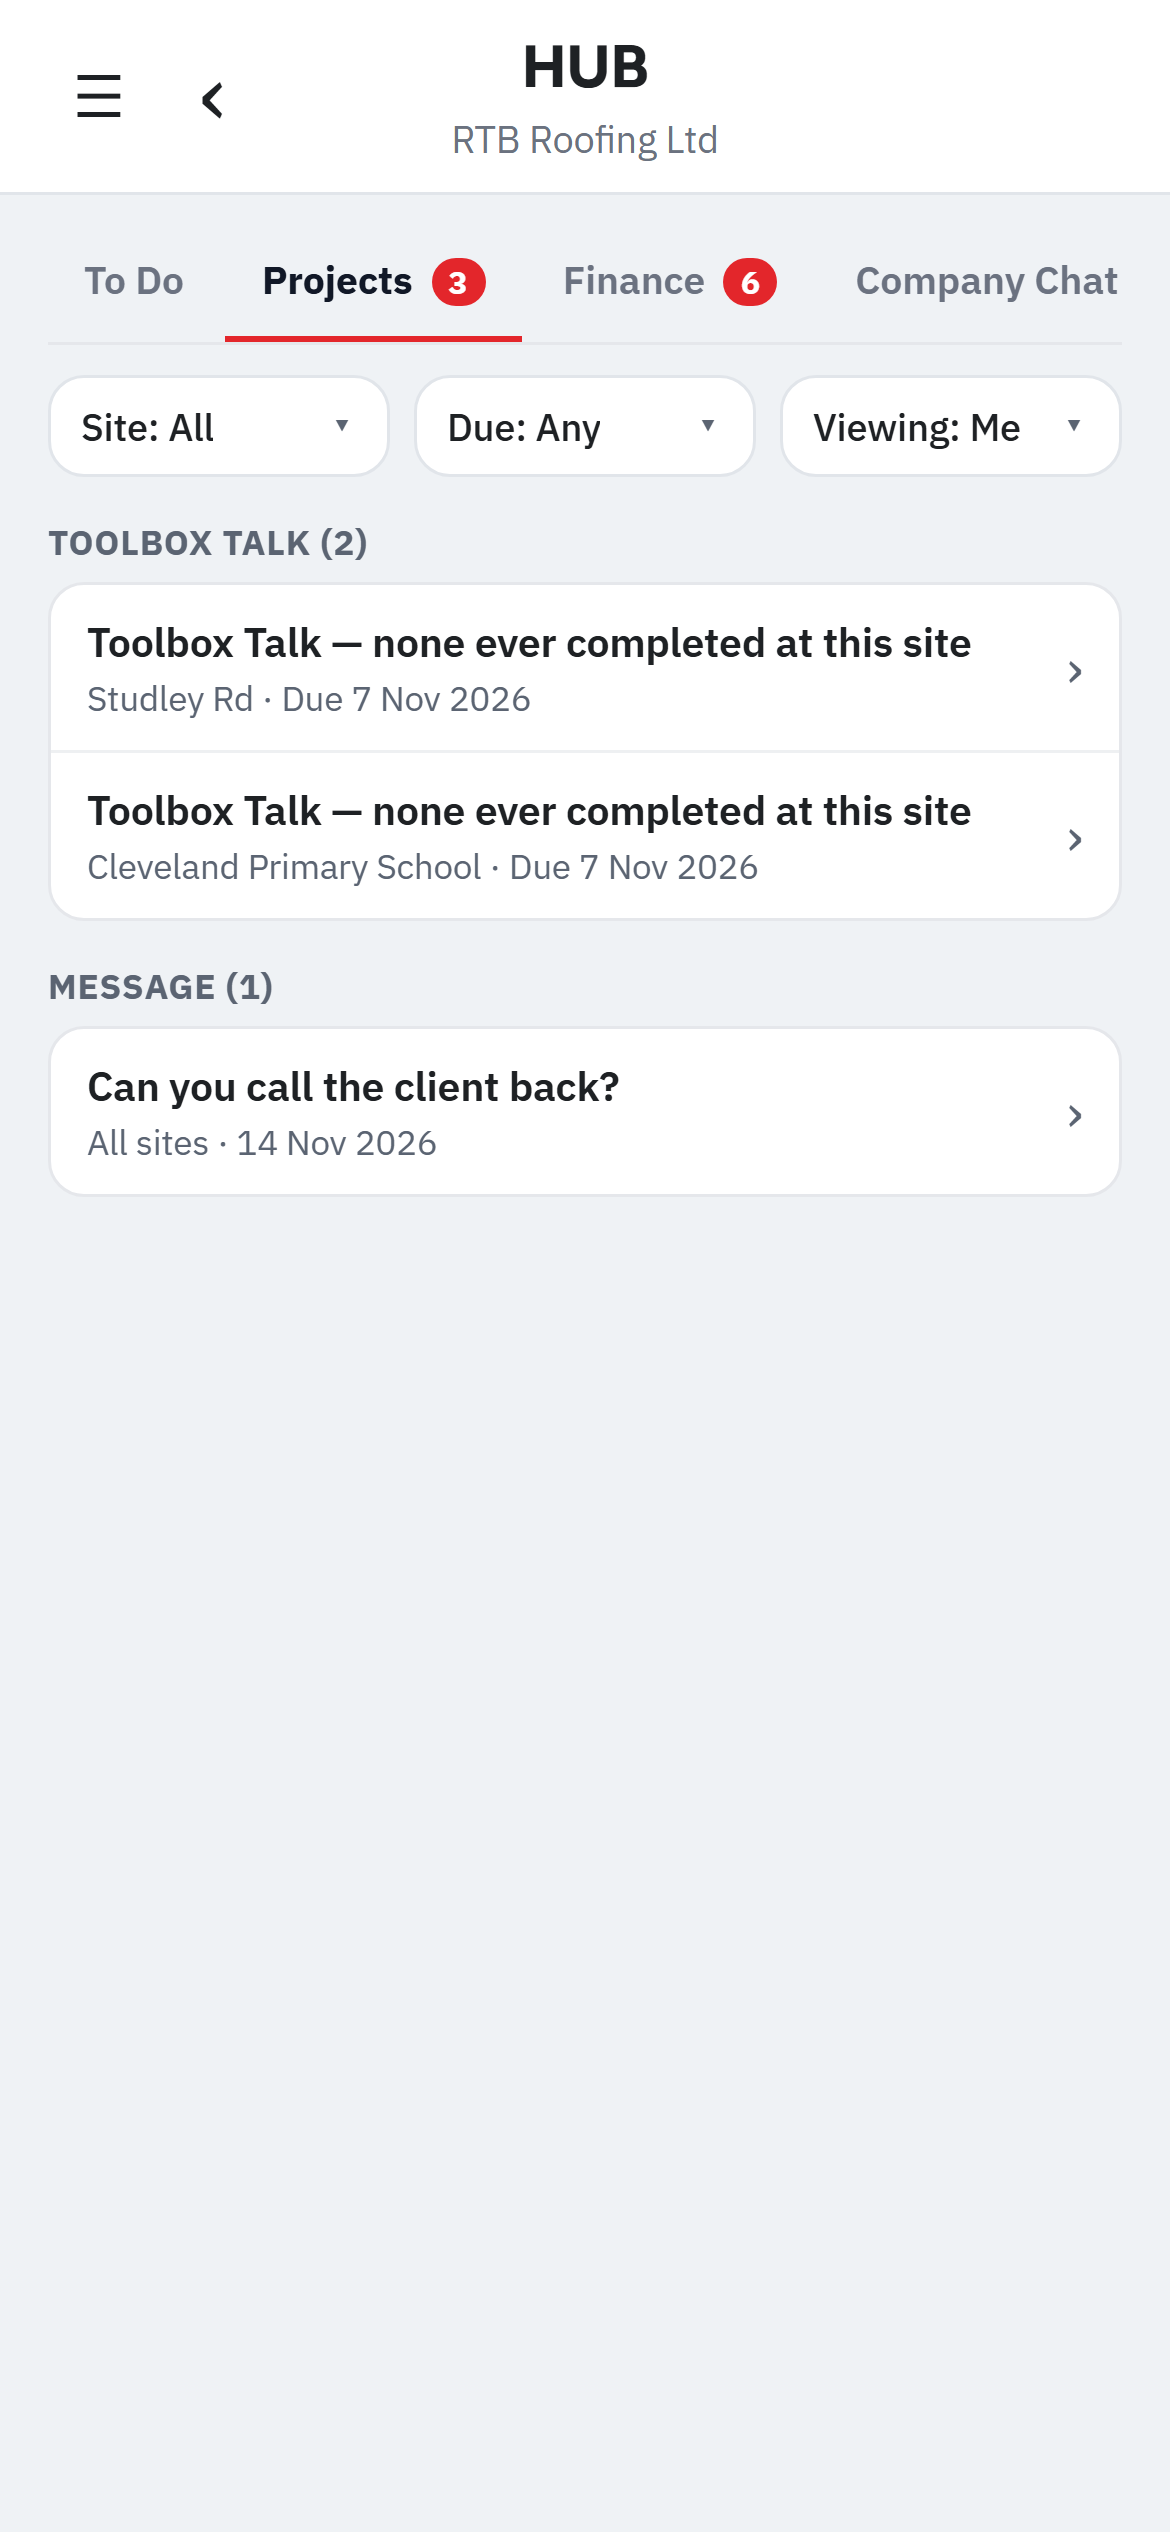 HUB
RTB Roofing Ltd
To Do
Projects 3
Finance 6
Company Chat
Site: All
Due: Any
Viewing: Me
TOOLBOX TALK (2)
Toolbox Talk — none ever completed at this site
Studley Rd · Due 7 Nov 2026
Toolbox Talk — none ever completed at this site
Cleveland Primary School · Due 7 Nov 2026
MESSAGE (1)
Can you call the client back?
All sites · 14 Nov 2026